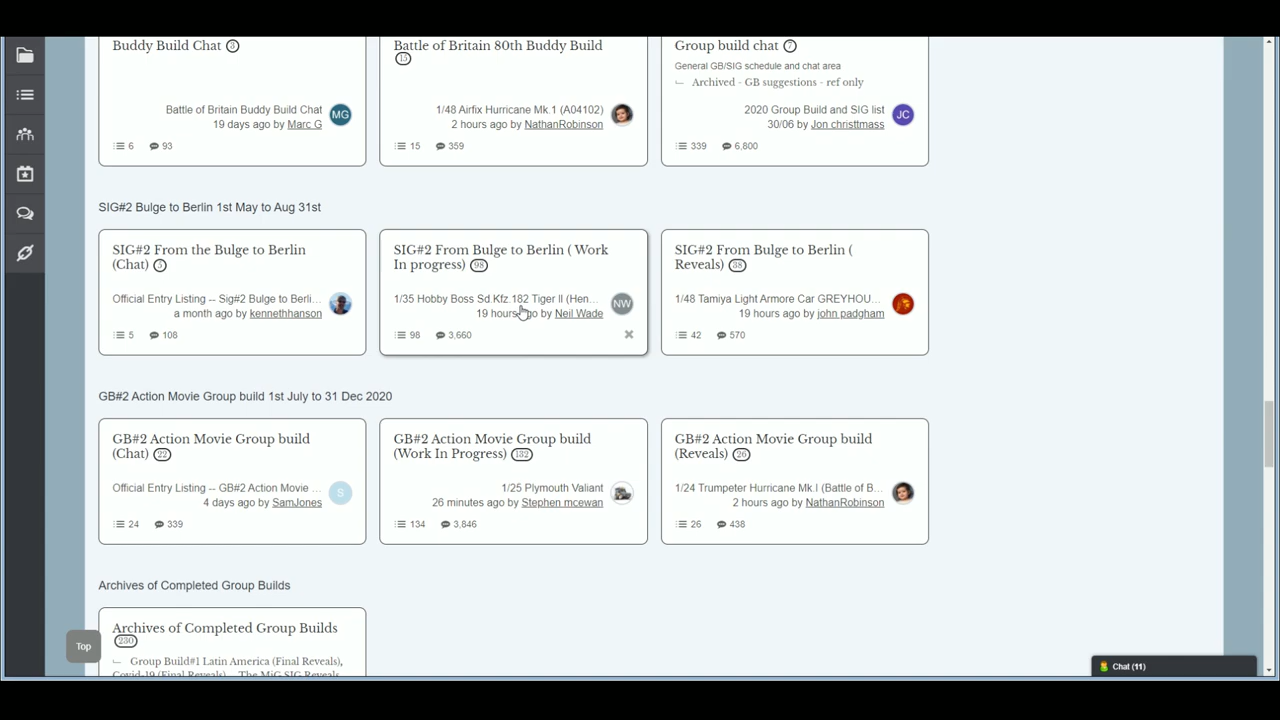 Buddy Build Chat 3
Battle of Britain 80th Buddy Build
15
Group build chat 7
General GB/SIG schedule and chat area
Archived - GB suggestions - ref only
Battle of Britain Buddy Build Chat
19 days ago by Marc G
MG
6 93
1/48 Airfix Hurricane Mk.1 (A04102)
2 hours ago by NathanRobinson
15 359
2020 Group Build and SIG list
30/06 by Jon christtmass
JC
339 6,800
SIG#2 Bulge to Berlin 1st May to Aug 31st
SIG#2 From the Bulge to Berlin
(Chat) 5
Official Entry Listing -- Sig#2 Bulge to Berli...
a month ago by kennethhanson
5 108
SIG#2 From Bulge to Berlin ( Work
In progress) 98
1/35 Hobby Boss Sd.Kfz.182 Tiger II (Hen...
19 hours ago by Neil Wade
NW
98 3,660
SIG#2 From Bulge to Berlin (
Reveals) 38
1/48 Tamiya Light Armore Car GREYHOU...
19 hours ago by john padgham
42 570
GB#2 Action Movie Group build 1st July to 31 Dec 2020
GB#2 Action Movie Group build
(Chat) 22
Official Entry Listing -- GB#2 Action Movie ...
4 days ago by SamJones
S
24 339
GB#2 Action Movie Group build
(Work In Progress) 132
1/25 Plymouth Valiant
26 minutes ago by Stephen mcewan
134 3,846
GB#2 Action Movie Group build
(Reveals) 26
1/24 Trumpeter Hurricane Mk.I (Battle of B...
2 hours ago by NathanRobinson
26 438
Archives of Completed Group Builds
Archives of Completed Group Builds
230
Group Build#1 Latin America (Final Reveals),
Covid-19 (Final Reveals) The MiG SIG Reveals
Top
Chat (11)